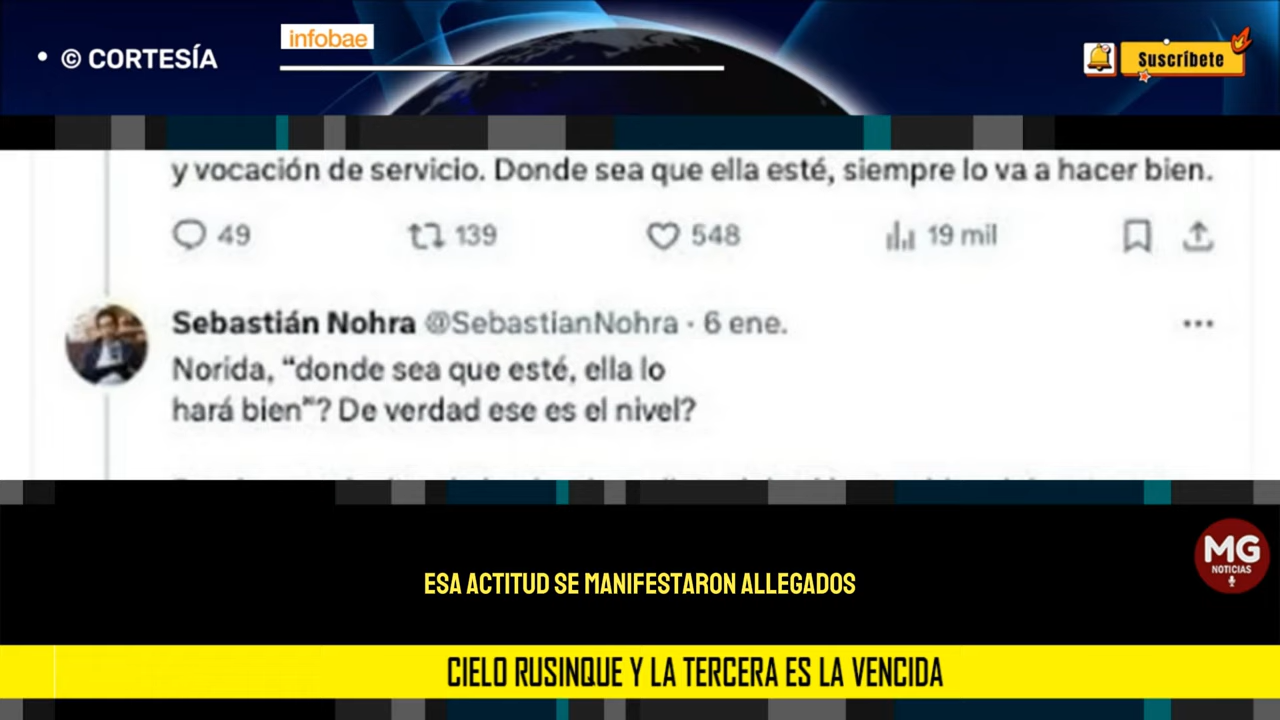 • © CORTESÍA
infobae
Suscríbete
y vocación de servicio. Donde sea que ella esté, siempre lo va a hacer bien.
49 139 548 19 mil
Sebastián Nohra @SebastianNohra · 6 ene.
Norida, “donde sea que esté, ella lo
hará bien”? De verdad ese es el nivel?
MG
NOTICIAS
ESA ACTITUD SE MANIFESTARON ALLEGADOS
CIELO RUSINQUE Y LA TERCERA ES LA VENCIDA